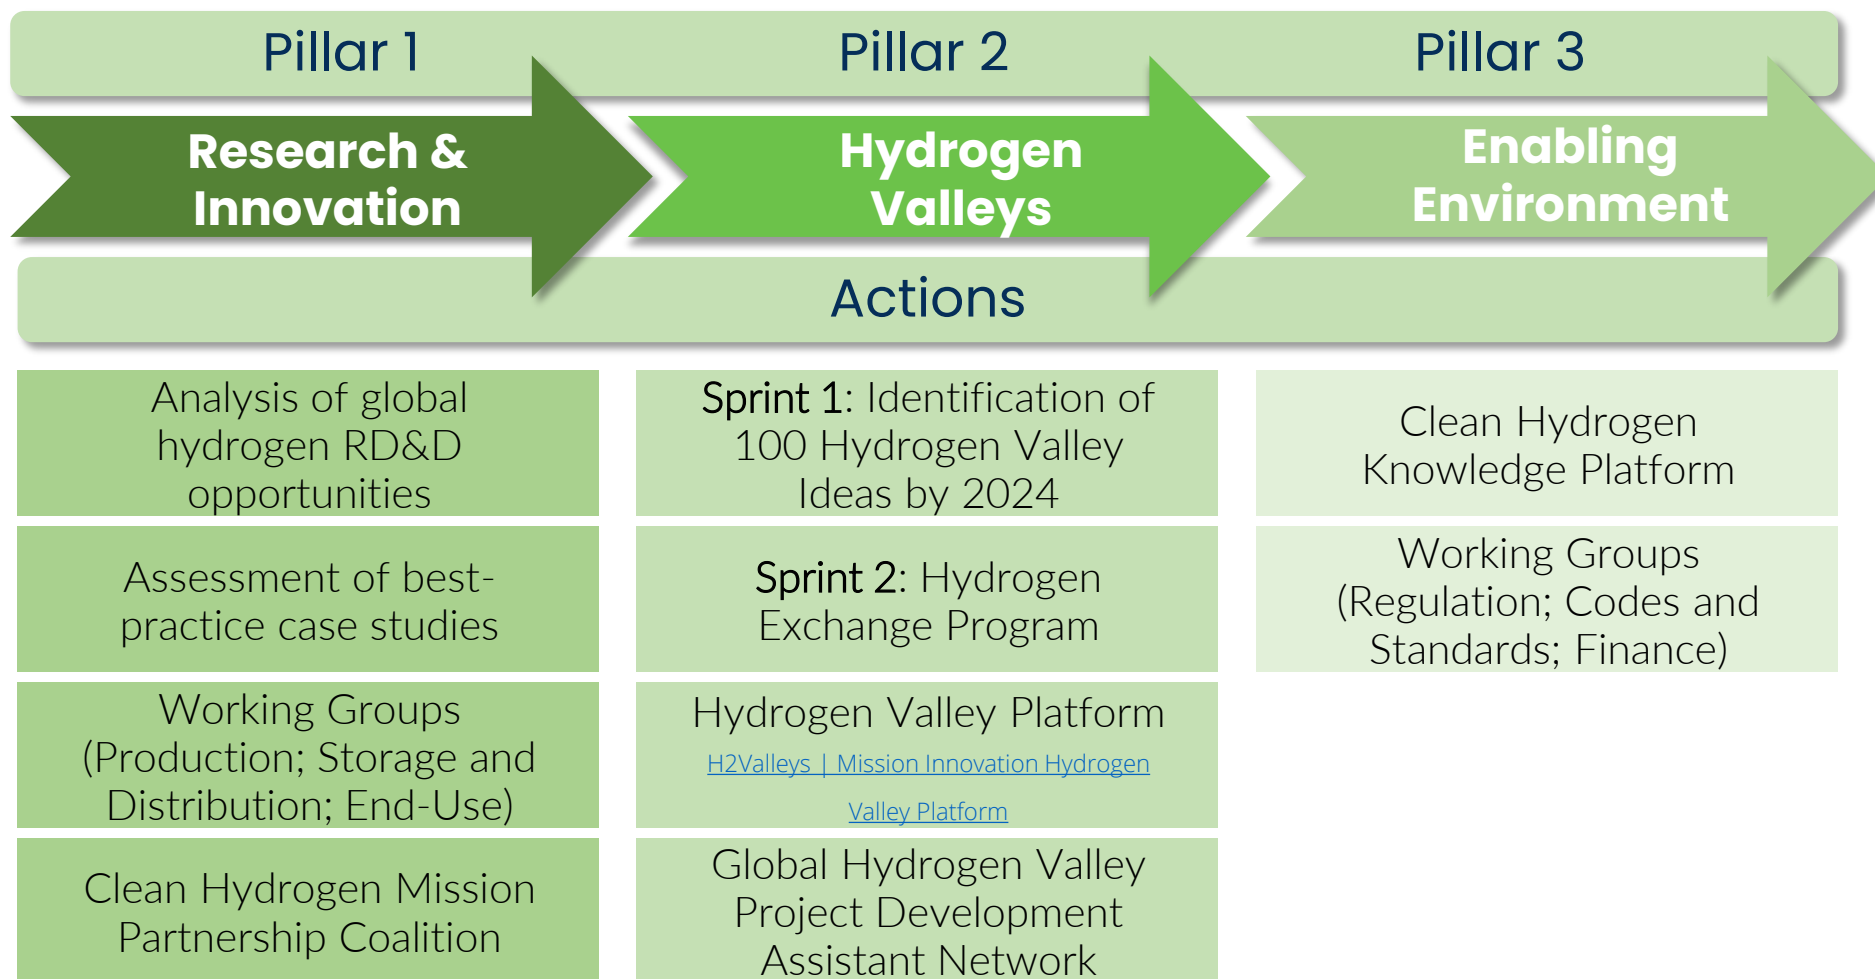 Pillar 1
Pillar 2
Pillar 3
Research &
Innovation
Hydrogen
Valleys
Enabling
Environment
Actions
Analysis of global
hydrogen RD&D
opportunities
Assessment of best-
practice case studies
Working Groups
(Production; Storage and
Distribution; End-Use)
Clean Hydrogen Mission
Partnership Coalition
Sprint 1: Identification of
100 Hydrogen Valley
Ideas by 2024
Sprint 2: Hydrogen
Exchange Program
Hydrogen Valley Platform
H2Valleys | Mission Innovation Hydrogen
Valley Platform
Global Hydrogen Valley
Project Development
Assistant Network
Clean Hydrogen
Knowledge Platform
Working Groups
(Regulation; Codes and
Standards; Finance)